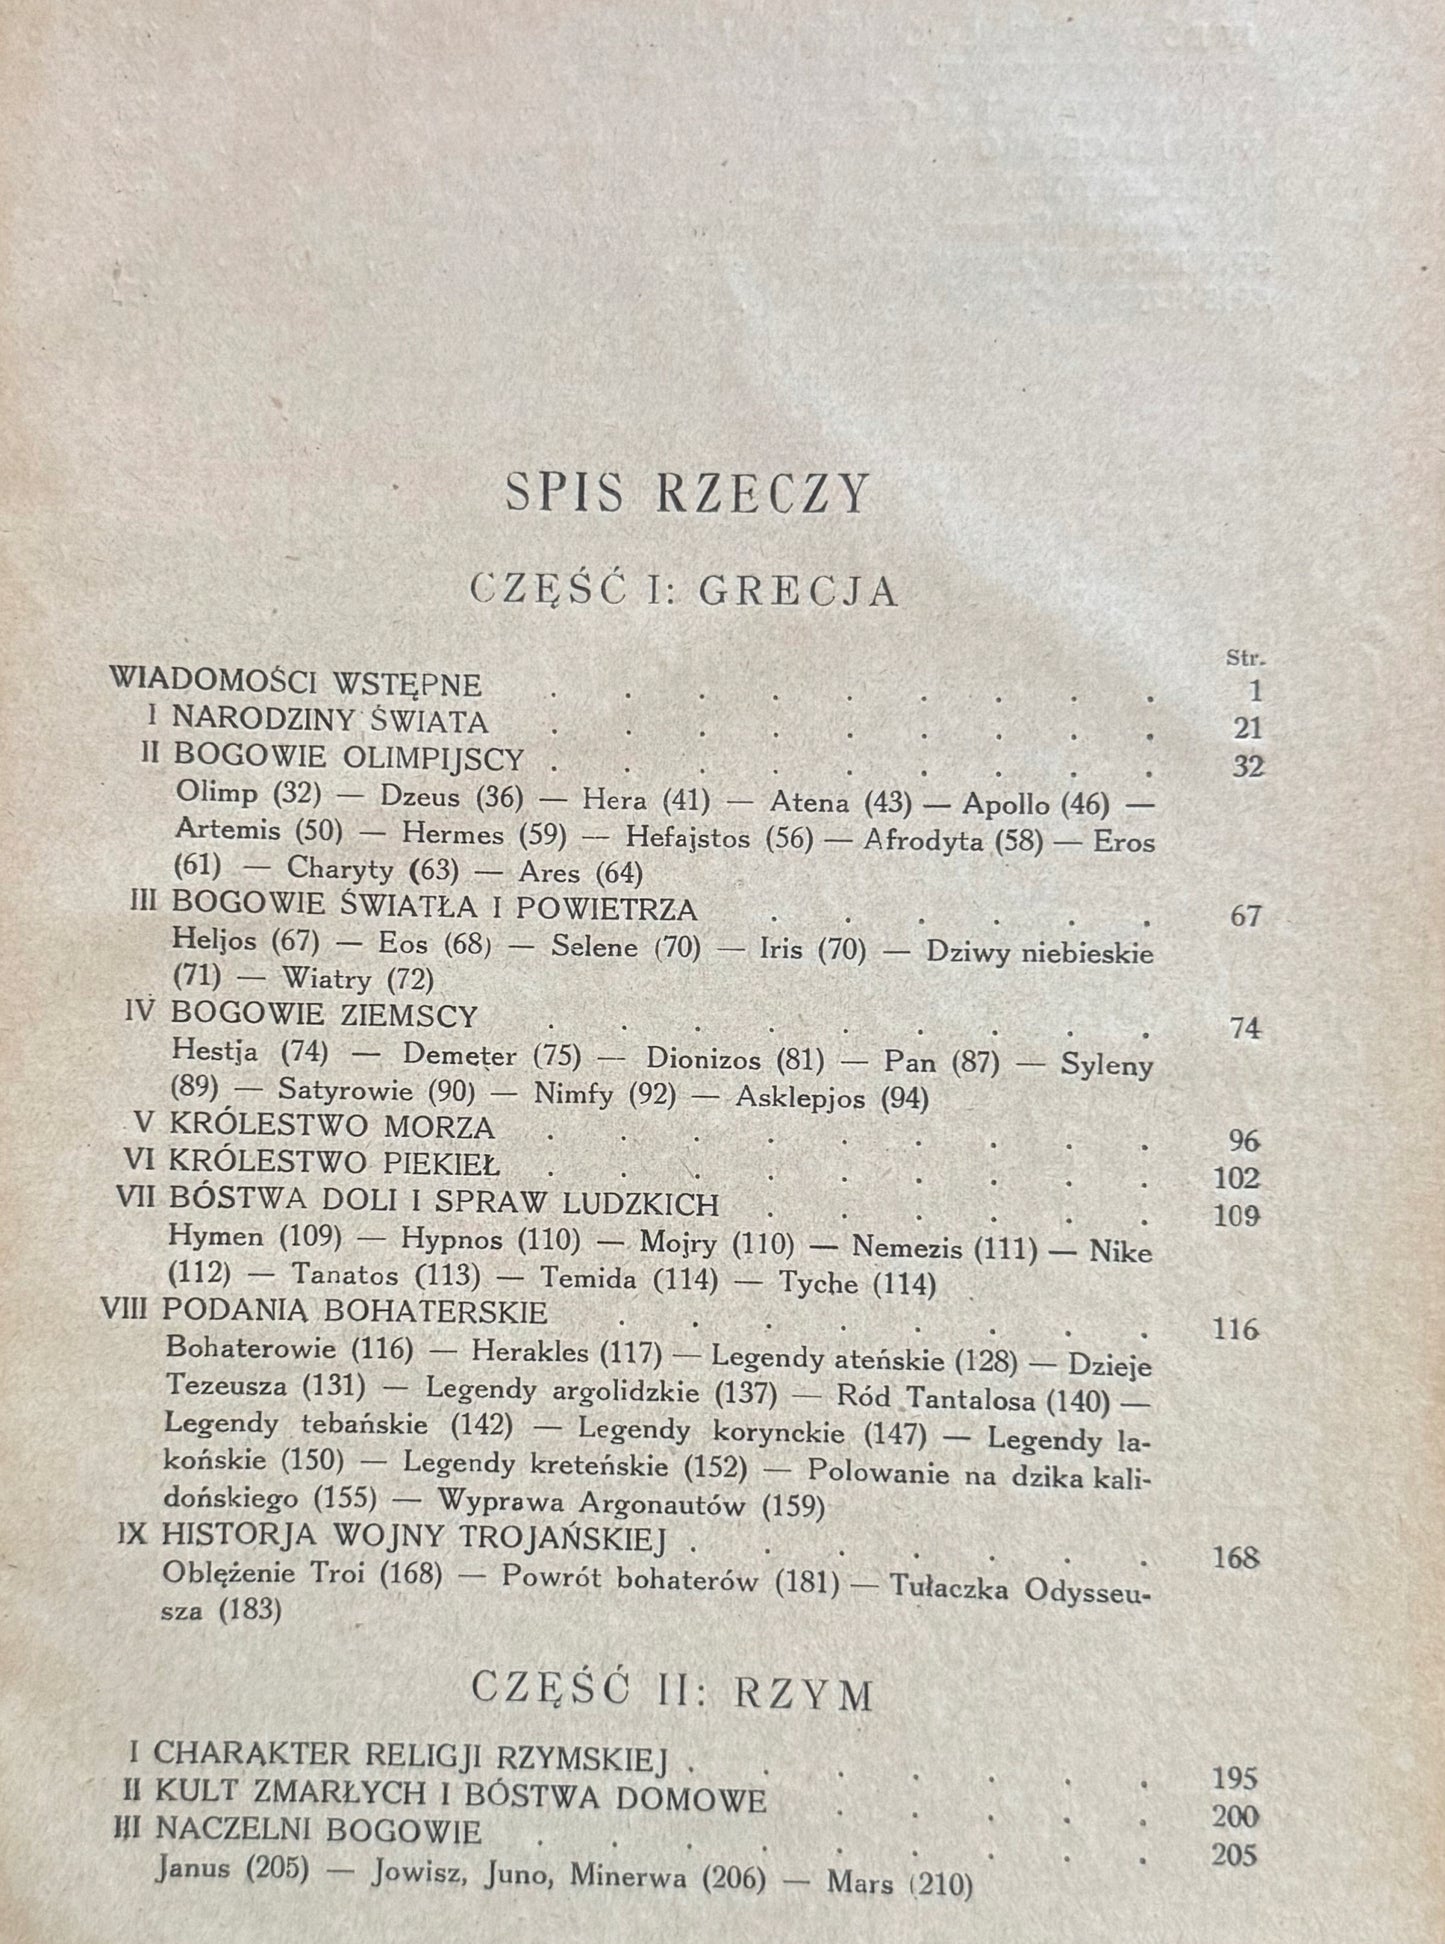 SPIS RZECZY
CZĘŚĆ I: GRECJA
Str.
WIADOMOŚCI WSTĘPNE . . . . . . . . . 1
I NARODZINY ŚWIATA . . . . . . . . . 21
II BOGOWIE OLIMPIJSCY . . . . . . . . . 32
Olimp (32) — Dzeus (36) — Hera (41) — Atena (43) — Apollo (46) —
Artemis (50) — Hermes (59) — Hefajstos (56) — Afrodyta (58) — Eros
(61) — Charyty (63) — Ares (64)
III BOGOWIE ŚWIATŁA I POWIETRZA . . . . . . 67
Heljos (67) — Eos (68) — Selene (70) — Iris (70) — Dziwy niebieskie
(71) — Wiatry (72)
IV BOGOWIE ZIEMSCY . . . . . . . . . 74
Hestja (74) — Demeter (75) — Dionizos (81) — Pan (87) — Syleny
(89) — Satyrowie (90) — Nimfy (92) — Asklepjos (94)
V KRÓLESTWO MORZA . . . . . . . . . 96
VI KRÓLESTWO PIEKIEŁ . . . . . . . . . 102
VII BÓSTWA DOLI I SPRAW LUDZKICH . . . . . . 109
Hymen (109) — Hypnos (110) — Mojry (110) — Nemezis (111) — Nike
(112) — Tanatos (113) — Temida (114) — Tyche (114)
VIII PODANIA BOHATERSKIE . . . . . . . . 116
Bohaterowie (116) — Herakles (117) — Legendy ateńskie (128) — Dzieje
Tezeusza (131) — Legendy argolidzkie (137) — Ród Tantalosa (140) —
Legendy tebańskie (142) — Legendy korynckie (147) — Legendy la-
końskie (150) — Legendy kreteńskie (152) — Polowanie na dzika kali-
dońskiego (155) — Wyprawa Argonautów (159)
IX HISTORJA WOJNY TROJAŃSKIEJ . . . . . . . 168
Oblężenie Troi (168) — Powrót bohaterów (181) — Tułaczka Odysseu-
sza (183)
CZĘŚĆ II: RZYM
I CHARAKTER RELIGJI RZYMSKIEJ . . . . . . . 195
II KULT ZMARŁYCH I BÓSTWA DOMOWE . . . . . 200
III NACZELNI BOGOWIE . . . . . . . . . 205
Janus (205) — Jowisz, Juno, Minerwa (206) — Mars (210)